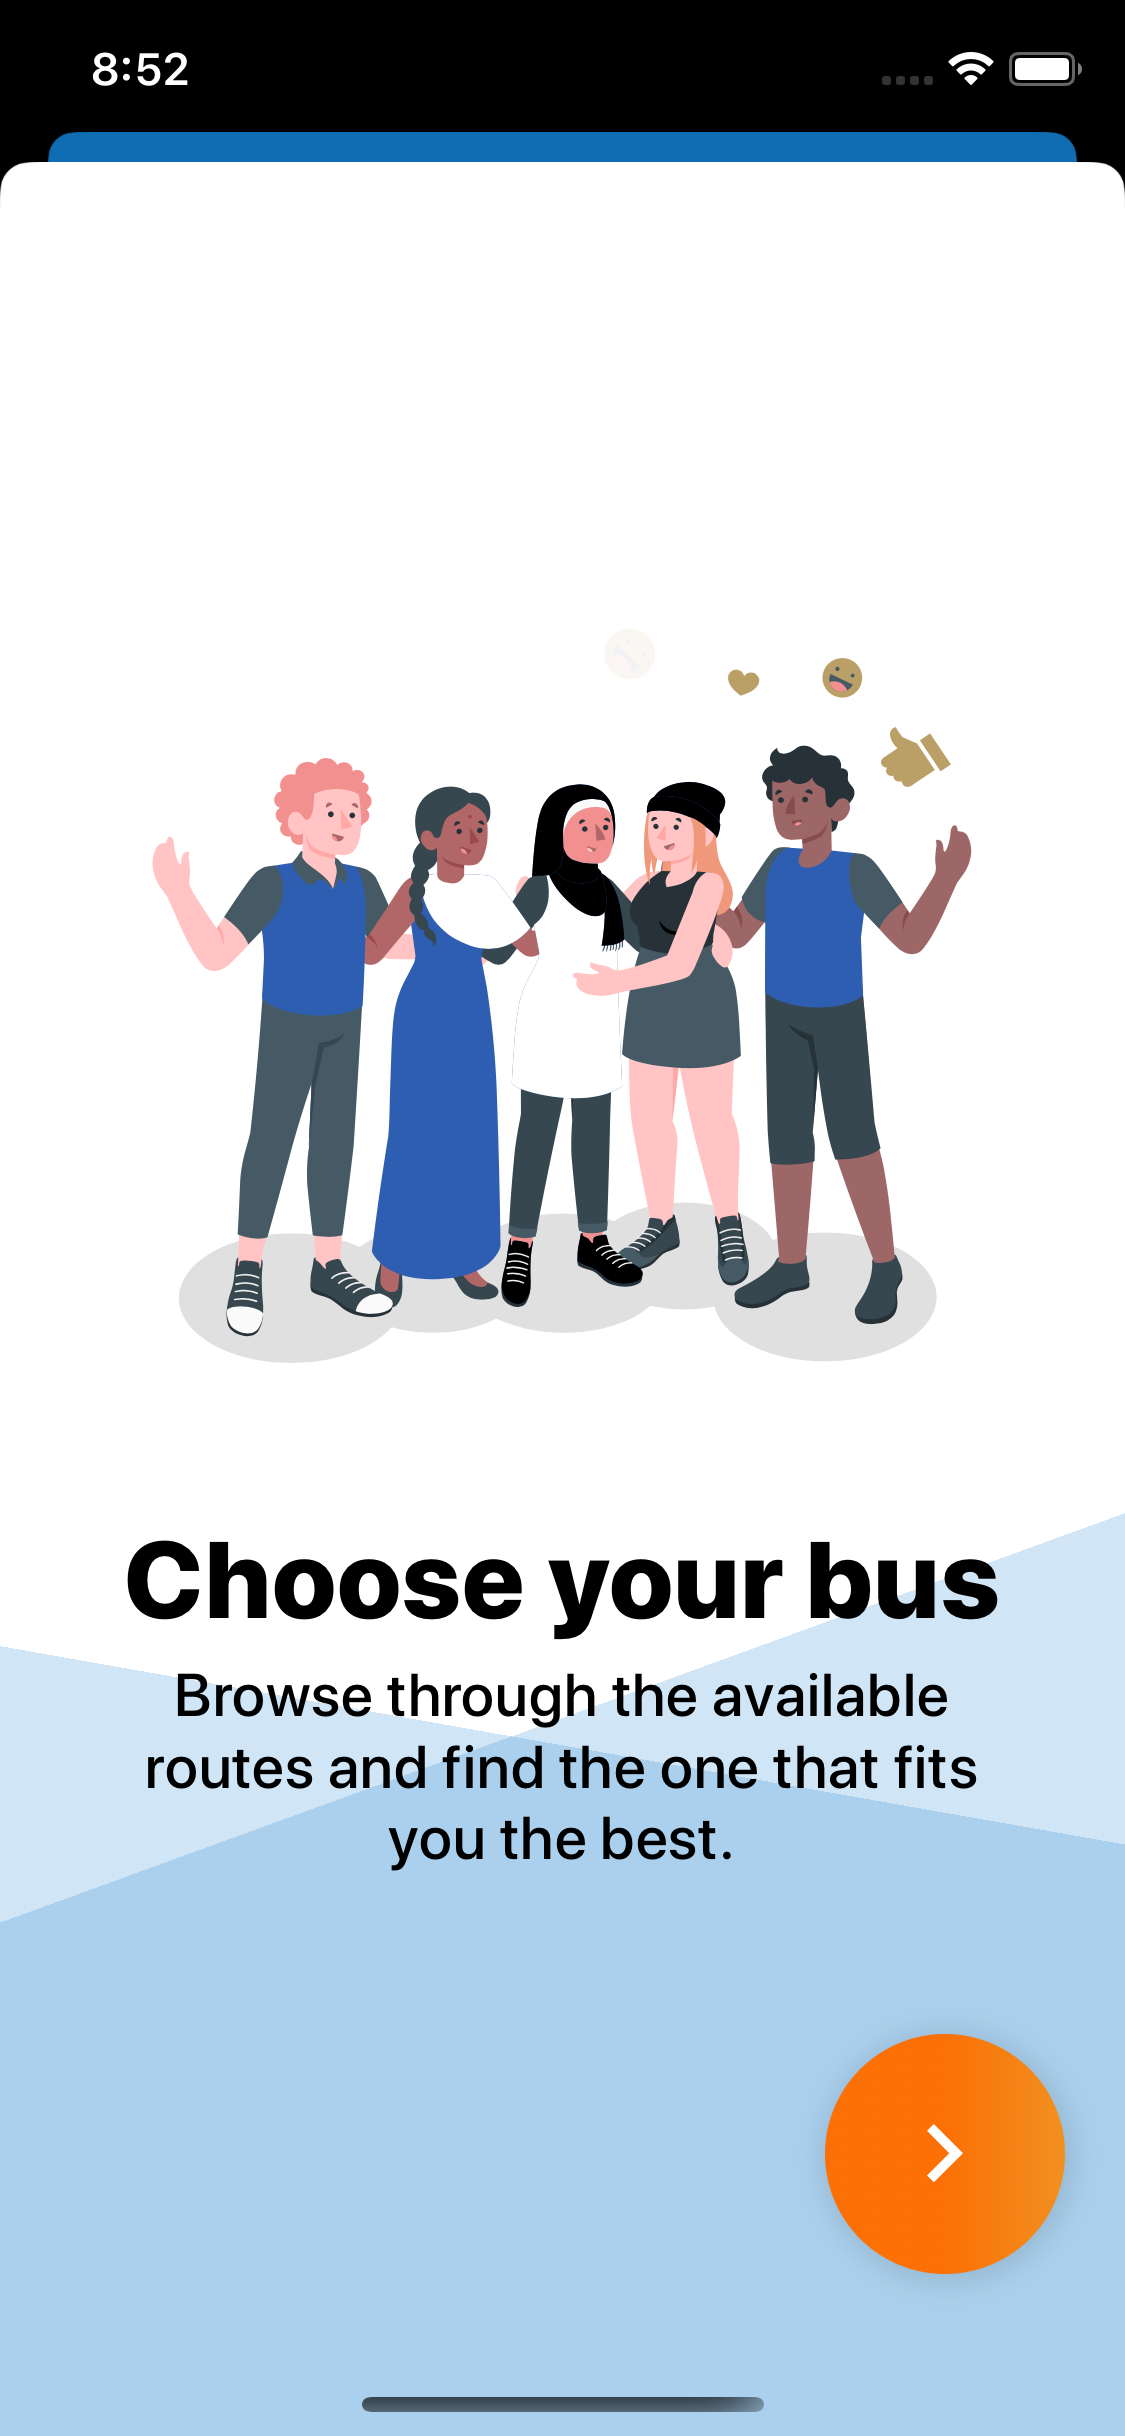 8:52
Choose your bus
Browse through the available
routes and find the one that fits
you the best.